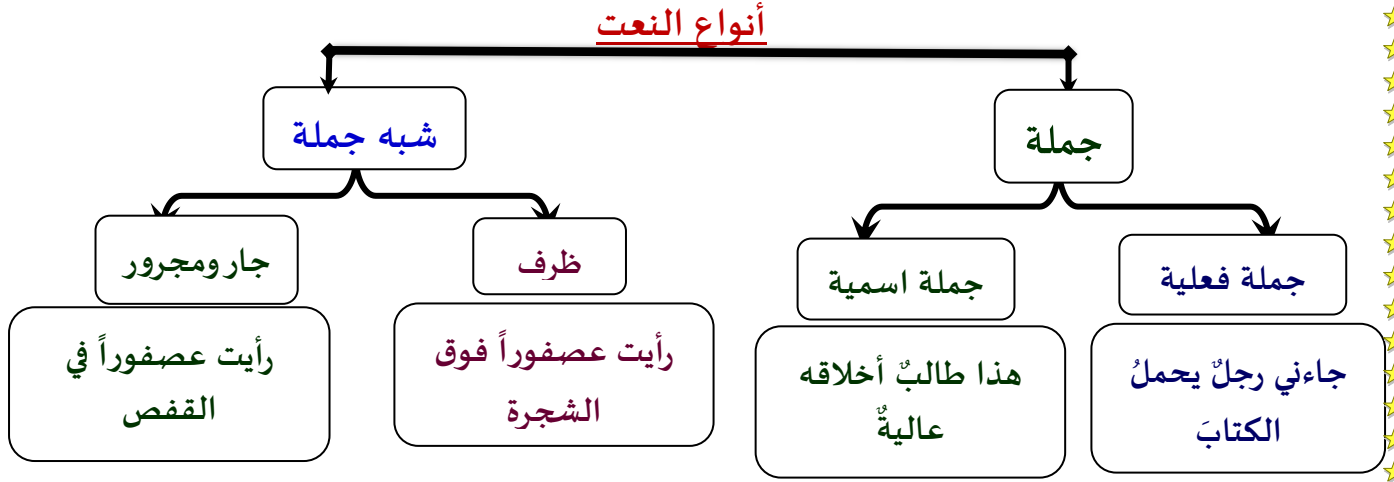 أنواع النعت
جملة
شبه جملة
جملة فعلية
جملة اسمية
ظرف
جار ومجرور
جاءني رجلٌ يحملُ
الكتابَ
هذا طالبٌ أخلاقه
عاليةٌ
رأيت عصفوراً فوق
الشجرة
رأيت عصفوراً في
القفص